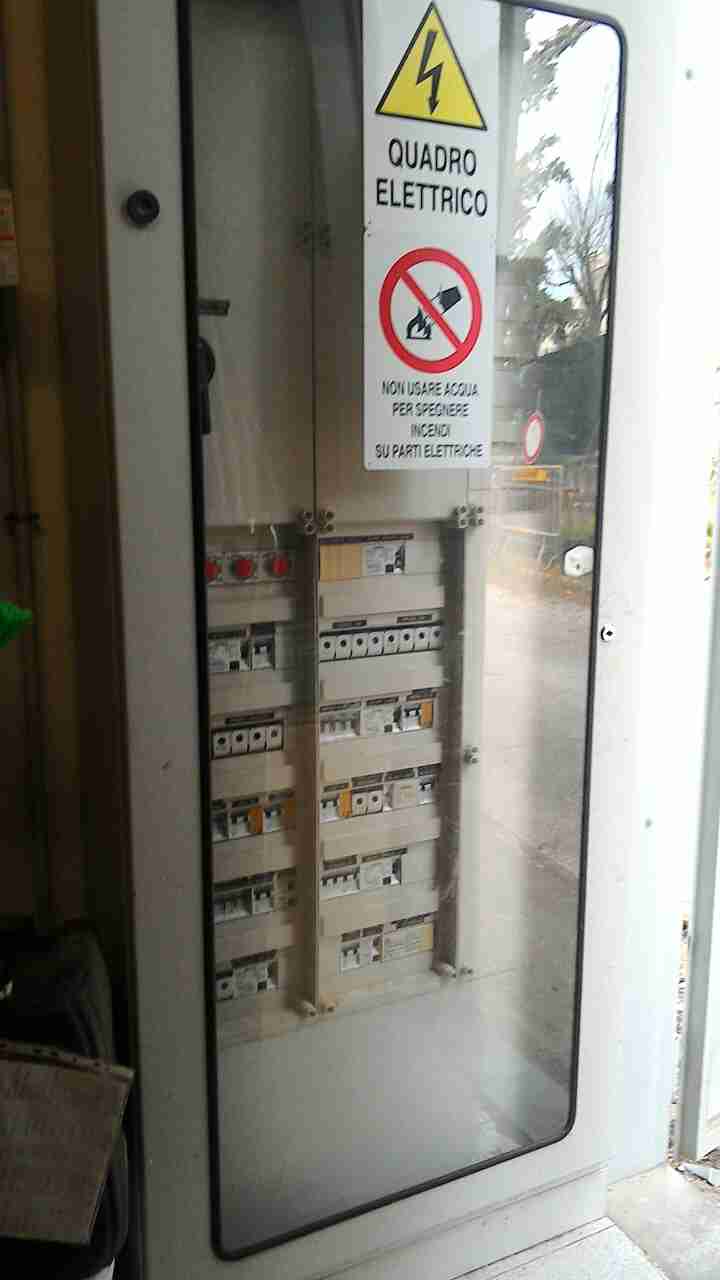 QUADRO
ELETTRICO
NON USARE ACQUA
PER SPEGNERE
INCENDI
SU PARTI ELETTRICHE